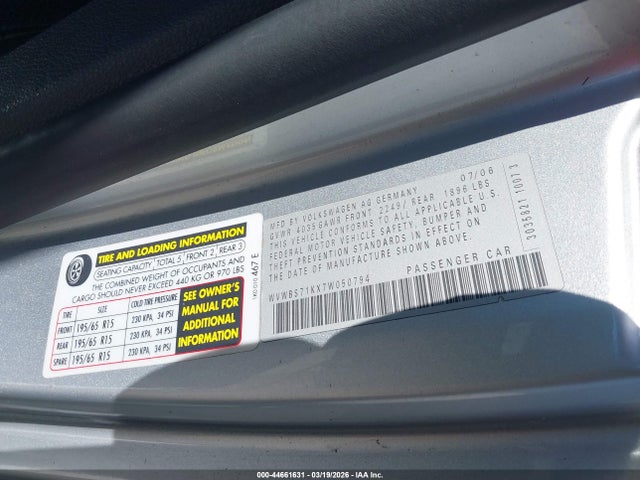 TIRE AND LOADING INFORMATION
SEATING CAPACITY TOTAL 5 FRONT 2 REAR 3
THE COMBINED WEIGHT OF OCCUPANTS AND
CARGO SHOULD NEVER EXCEED 440 KG OR 970 LBS
TIRE SIZE COLD TIRE PRESSURE
FRONT 195/65 R15 230 KPA, 34 PSI
REAR 195/65 R15 230 KPA, 34 PSI
SPARE 195/65 R15 230 KPA, 34 PSI
SEE OWNER'S
MANUAL FOR
ADDITIONAL
INFORMATION
467 E
07/06
MFD BY VOLKSWAGEN AG GERMANY
GVWR 4035GAWR FRONT 2249/ REAR 1896 LBS
THIS VEHICLE CONFORMS TO ALL APPLICABLE U.S.
FEDERAL MOTOR VEHICLE SAFETY, BUMPER AND
THEFT PREVENTION STANDARDS IN EFFECT ON
THE DATE OF MANUFACTURE SHOWN ABOVE
WVWBS71KX7W050794 PASSENGER CAR
3035821 1007 3
000-44661631 - 03/19/2026 - IAA Inc.